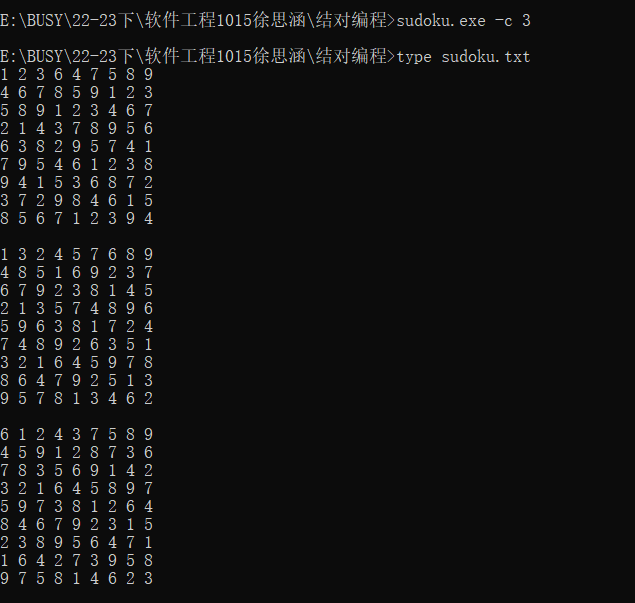 E:\BUSY\22-23下\软件工程1015徐思涵\结对编程>sudoku.exe -c 3
E:\BUSY\22-23下\软件工程1015徐思涵\结对编程>type sudoku.txt
1 2 3 6 4 7 5 8 9
4 6 7 8 5 9 1 2 3
5 8 9 1 2 3 4 6 7
2 1 4 3 7 8 9 5 6
6 3 8 2 9 5 7 4 1
7 9 5 4 6 1 2 3 8
9 4 1 5 3 6 8 7 2
3 7 2 9 8 4 6 1 5
8 5 6 7 1 2 3 9 4
1 3 2 4 5 7 6 8 9
4 8 5 1 6 9 2 3 7
6 7 9 2 3 8 1 4 5
2 1 3 5 7 4 8 9 6
5 9 6 3 8 1 7 2 4
7 4 8 9 2 6 3 5 1
3 2 1 6 4 5 9 7 8
8 6 4 7 9 2 5 1 3
9 5 7 8 1 3 4 6 2
6 1 2 4 3 7 5 8 9
4 5 9 1 2 8 7 3 6
7 8 3 5 6 9 1 4 2
3 2 1 6 4 5 8 9 7
5 9 7 3 8 1 2 6 4
8 4 6 7 9 2 3 1 5
2 3 8 9 5 6 4 7 1
1 6 4 2 7 3 9 5 8
9 7 5 8 1 4 6 2 3